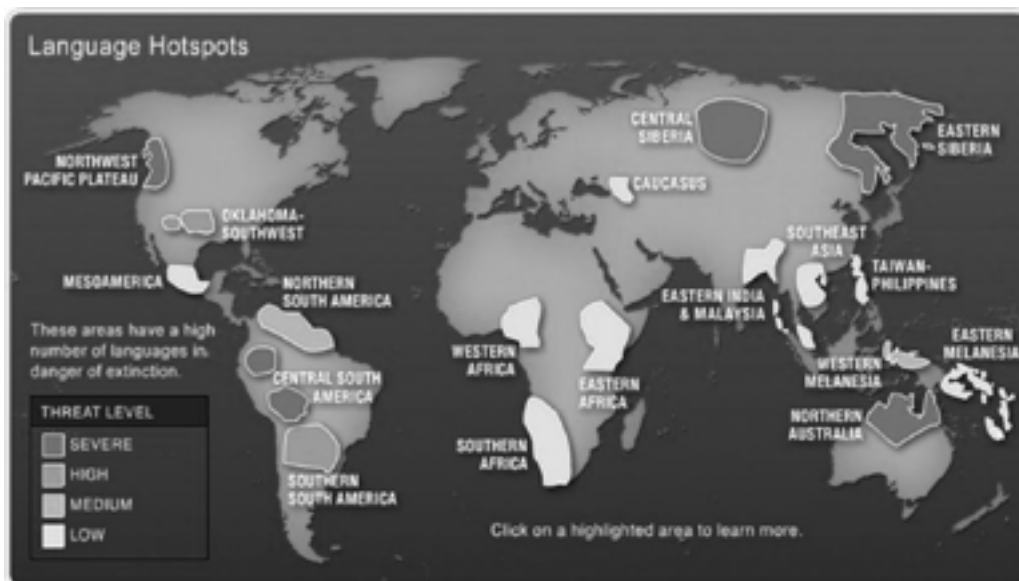 Language Hotspots
CENTRAL
SIBERIA
EASTERN
SIBERIA
NORTHWEST
PACIFIC PLATEAU
CAUCASUS
OKLAHOMA-
SOUTHWEST
SOUTHEAST
ASIA
MESOAMERICA
NORTHERN
SOUTH AMERICA
TAIWAN-
PHILIPPINES
EASTERN INDIA
& MALAYSIA
These areas have a high
number of languages in
danger of extinction.
WESTERN
AFRICA
EASTERN
AFRICA
WESTERN
MELANESIA
EASTERN
MELANESIA
CENTRAL SOUTH
AMERICA
NORTHERN
AUSTRALIA
SOUTHERN
AFRICA
SOUTHERN
SOUTH AMERICA
THREAT LEVEL
SEVERE
HIGH
MEDIUM
LOW
Click on a highlighted area to learn more.